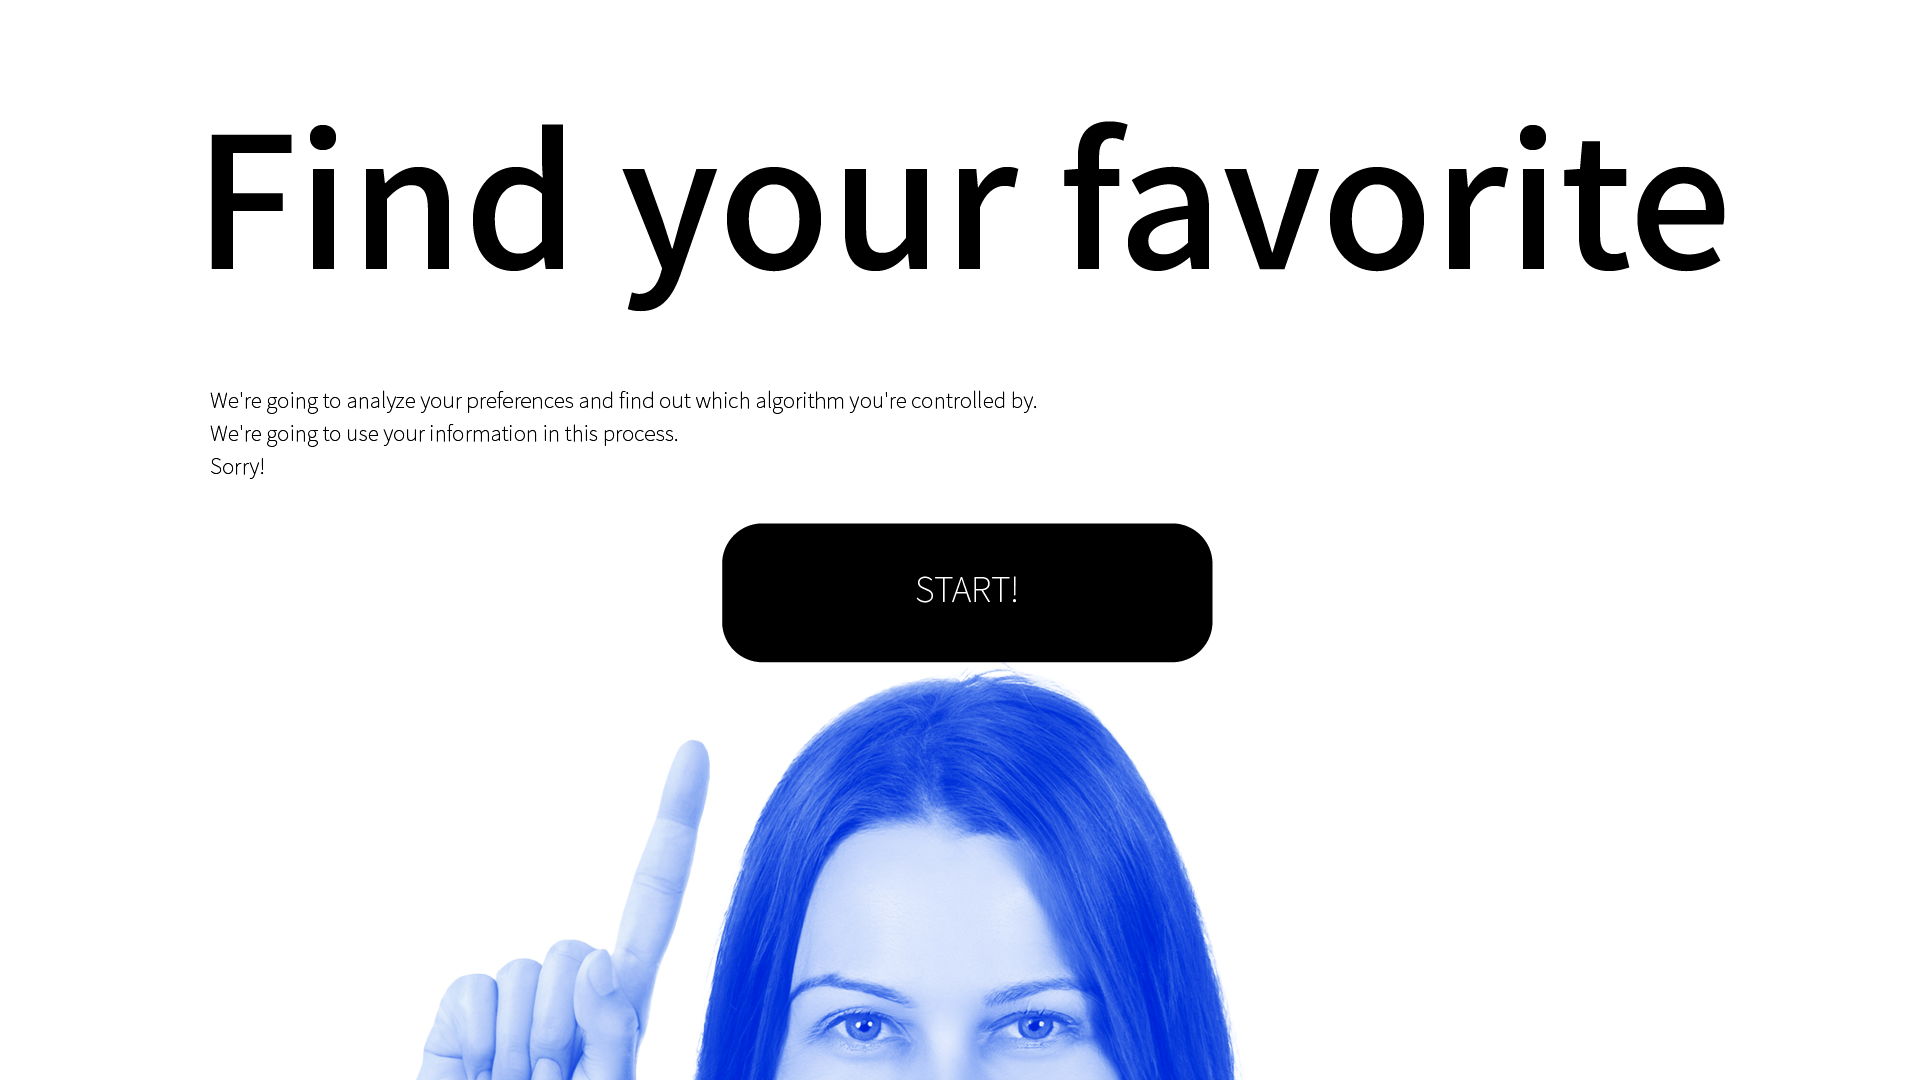 Find your favorite
We're going to analyze your preferences and find out which algorithm you're controlled by.
We're going to use your information in this process.
Sorry!
START!